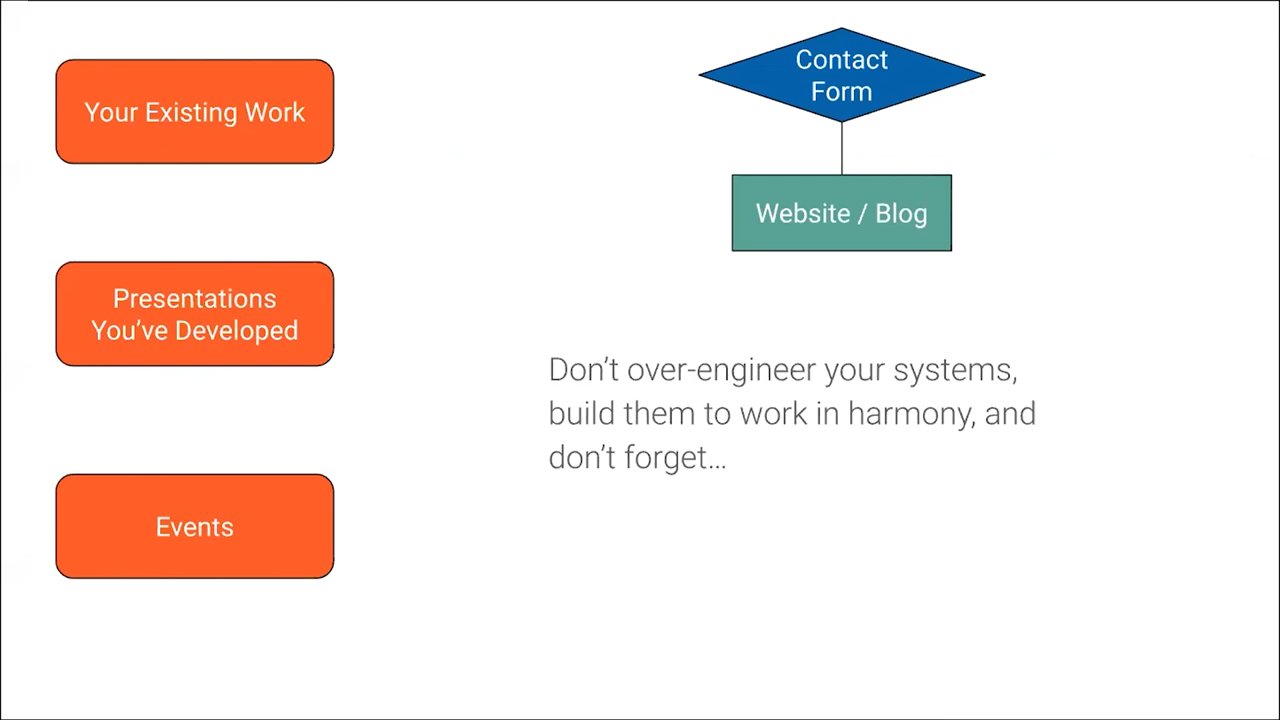 Your Existing Work
Presentations
You’ve Developed
Events
Contact
Form
Website / Blog
Don’t over-engineer your systems,
build them to work in harmony, and
don’t forget…